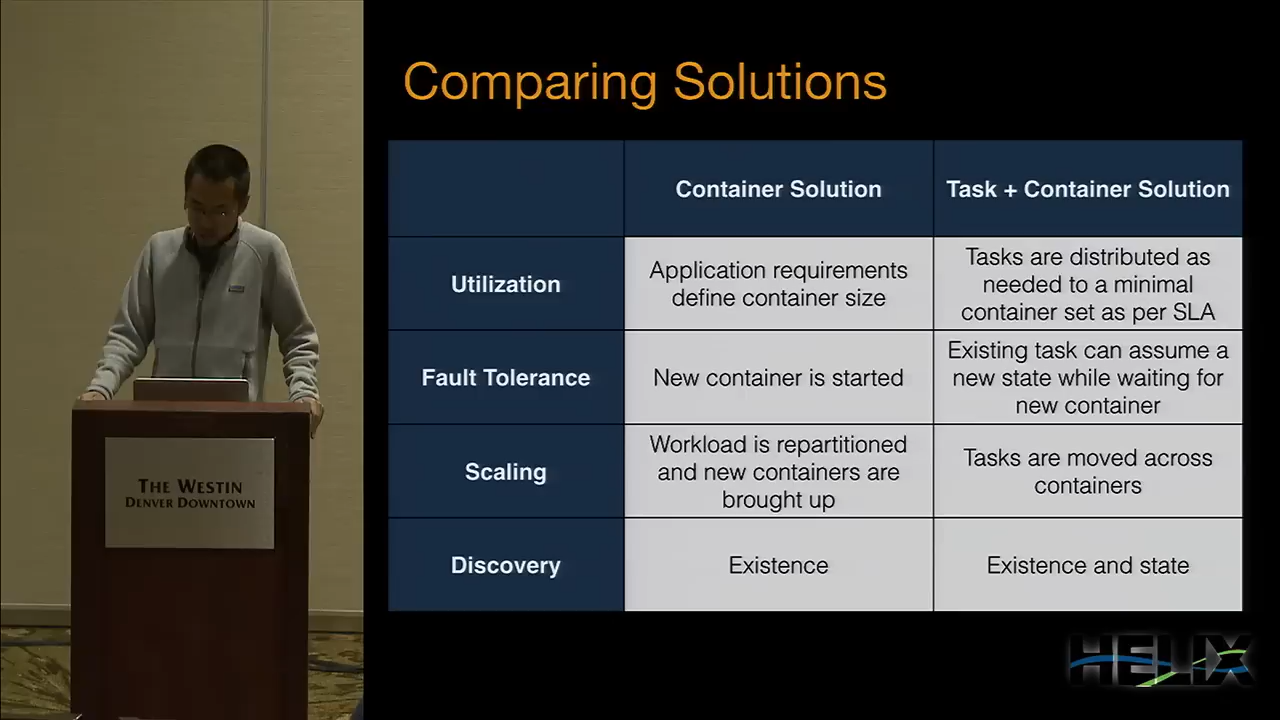 Comparing Solutions
Container Solution
Task + Container Solution
Utilization
Application requirements
define container size
Tasks are distributed as
needed to a minimal
container set as per SLA
Fault Tolerance
New container is started
Existing task can assume a
new state while waiting for
new container
Scaling
Workload is repartitioned
and new containers are
brought up
Tasks are moved across
containers
Discovery
Existence
Existence and state
HELIX
THE WESTIN
DENVER DOWNTOWN